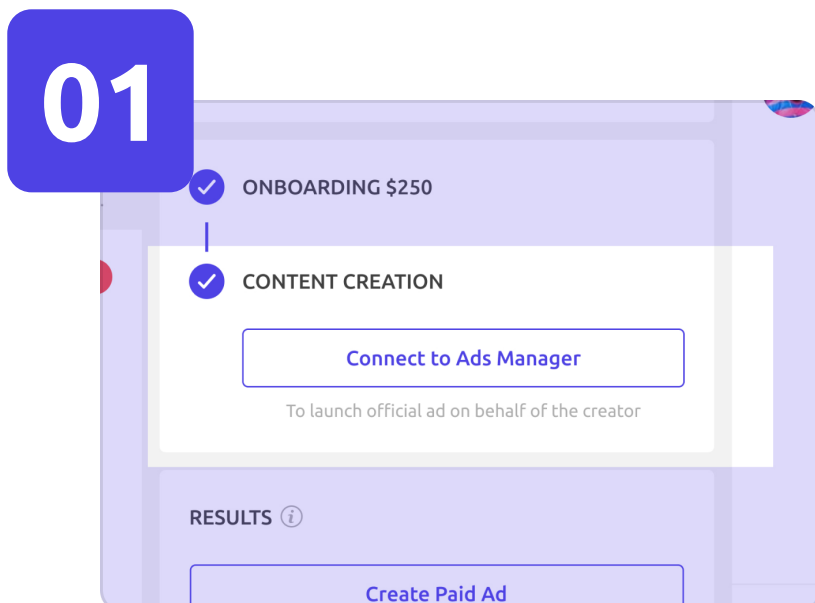 01
ONBOARDING $250
CONTENT CREATION
Connect to Ads Manager
To launch official ad on behalf of the creator
RESULTS i
Create Paid Ad